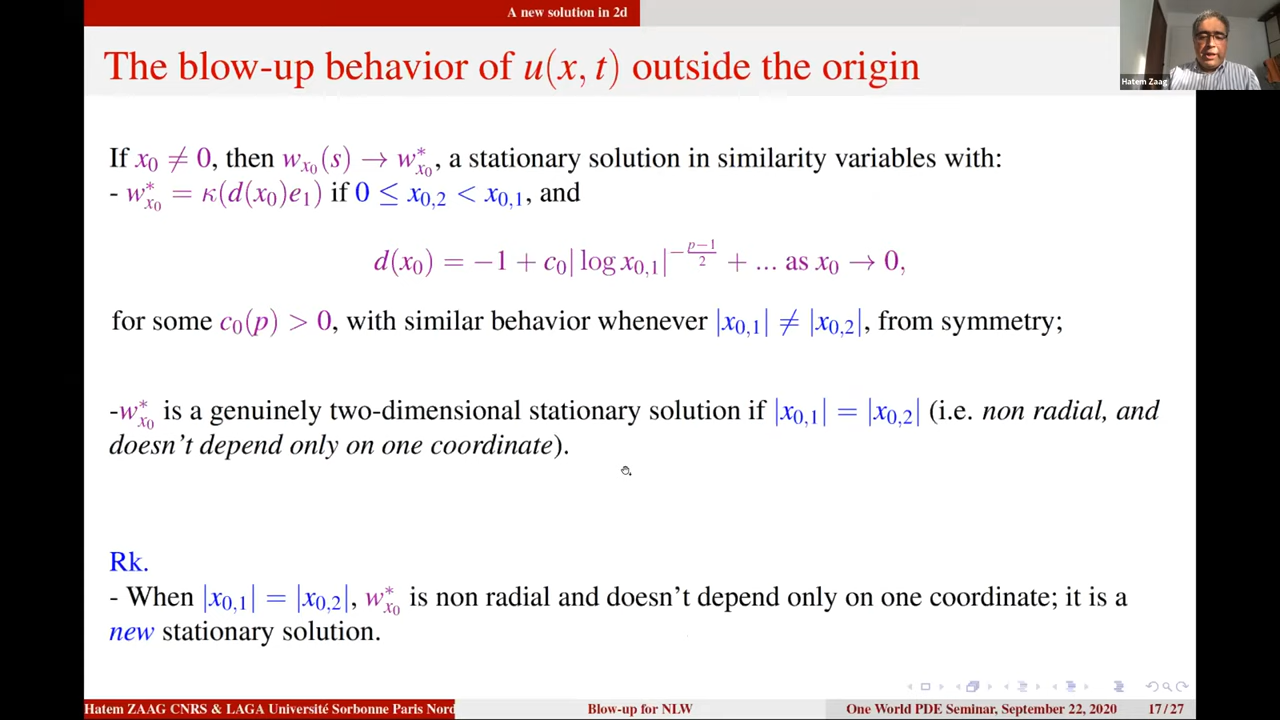 A new solution in 2d
The blow-up behavior of u(x, t) outside the origin
Hatem Zaag
If x₀ ≠ 0, then w_{x₀}(s) → w*_{x₀}, a stationary solution in similarity variables with:
- w*_{x₀} = κ(d(x₀)e₁) if 0 ≤ x₀,₂ < x₀,₁, and
d(x₀) = −1 + c₀| log x₀,₁|^{−\frac{p−1}{2}} + ... as x₀ → 0,
for some c₀(p) > 0, with similar behavior whenever |x₀,₁| ≠ |x₀,₂|, from symmetry;
-w*_{x₀} is a genuinely two-dimensional stationary solution if |x₀,₁| = |x₀,₂| (i.e. non radial, and
doesn't depend only on one coordinate).
Rk.
- When |x₀,₁| = |x₀,₂|, w*_{x₀} is non radial and doesn't depend only on one coordinate; it is a
new stationary solution.
Hatem ZAAG CNRS & LAGA Université Sorbonne Paris Nord Blow-up for NLW One World PDE Seminar, September 22, 2020 17 / 27